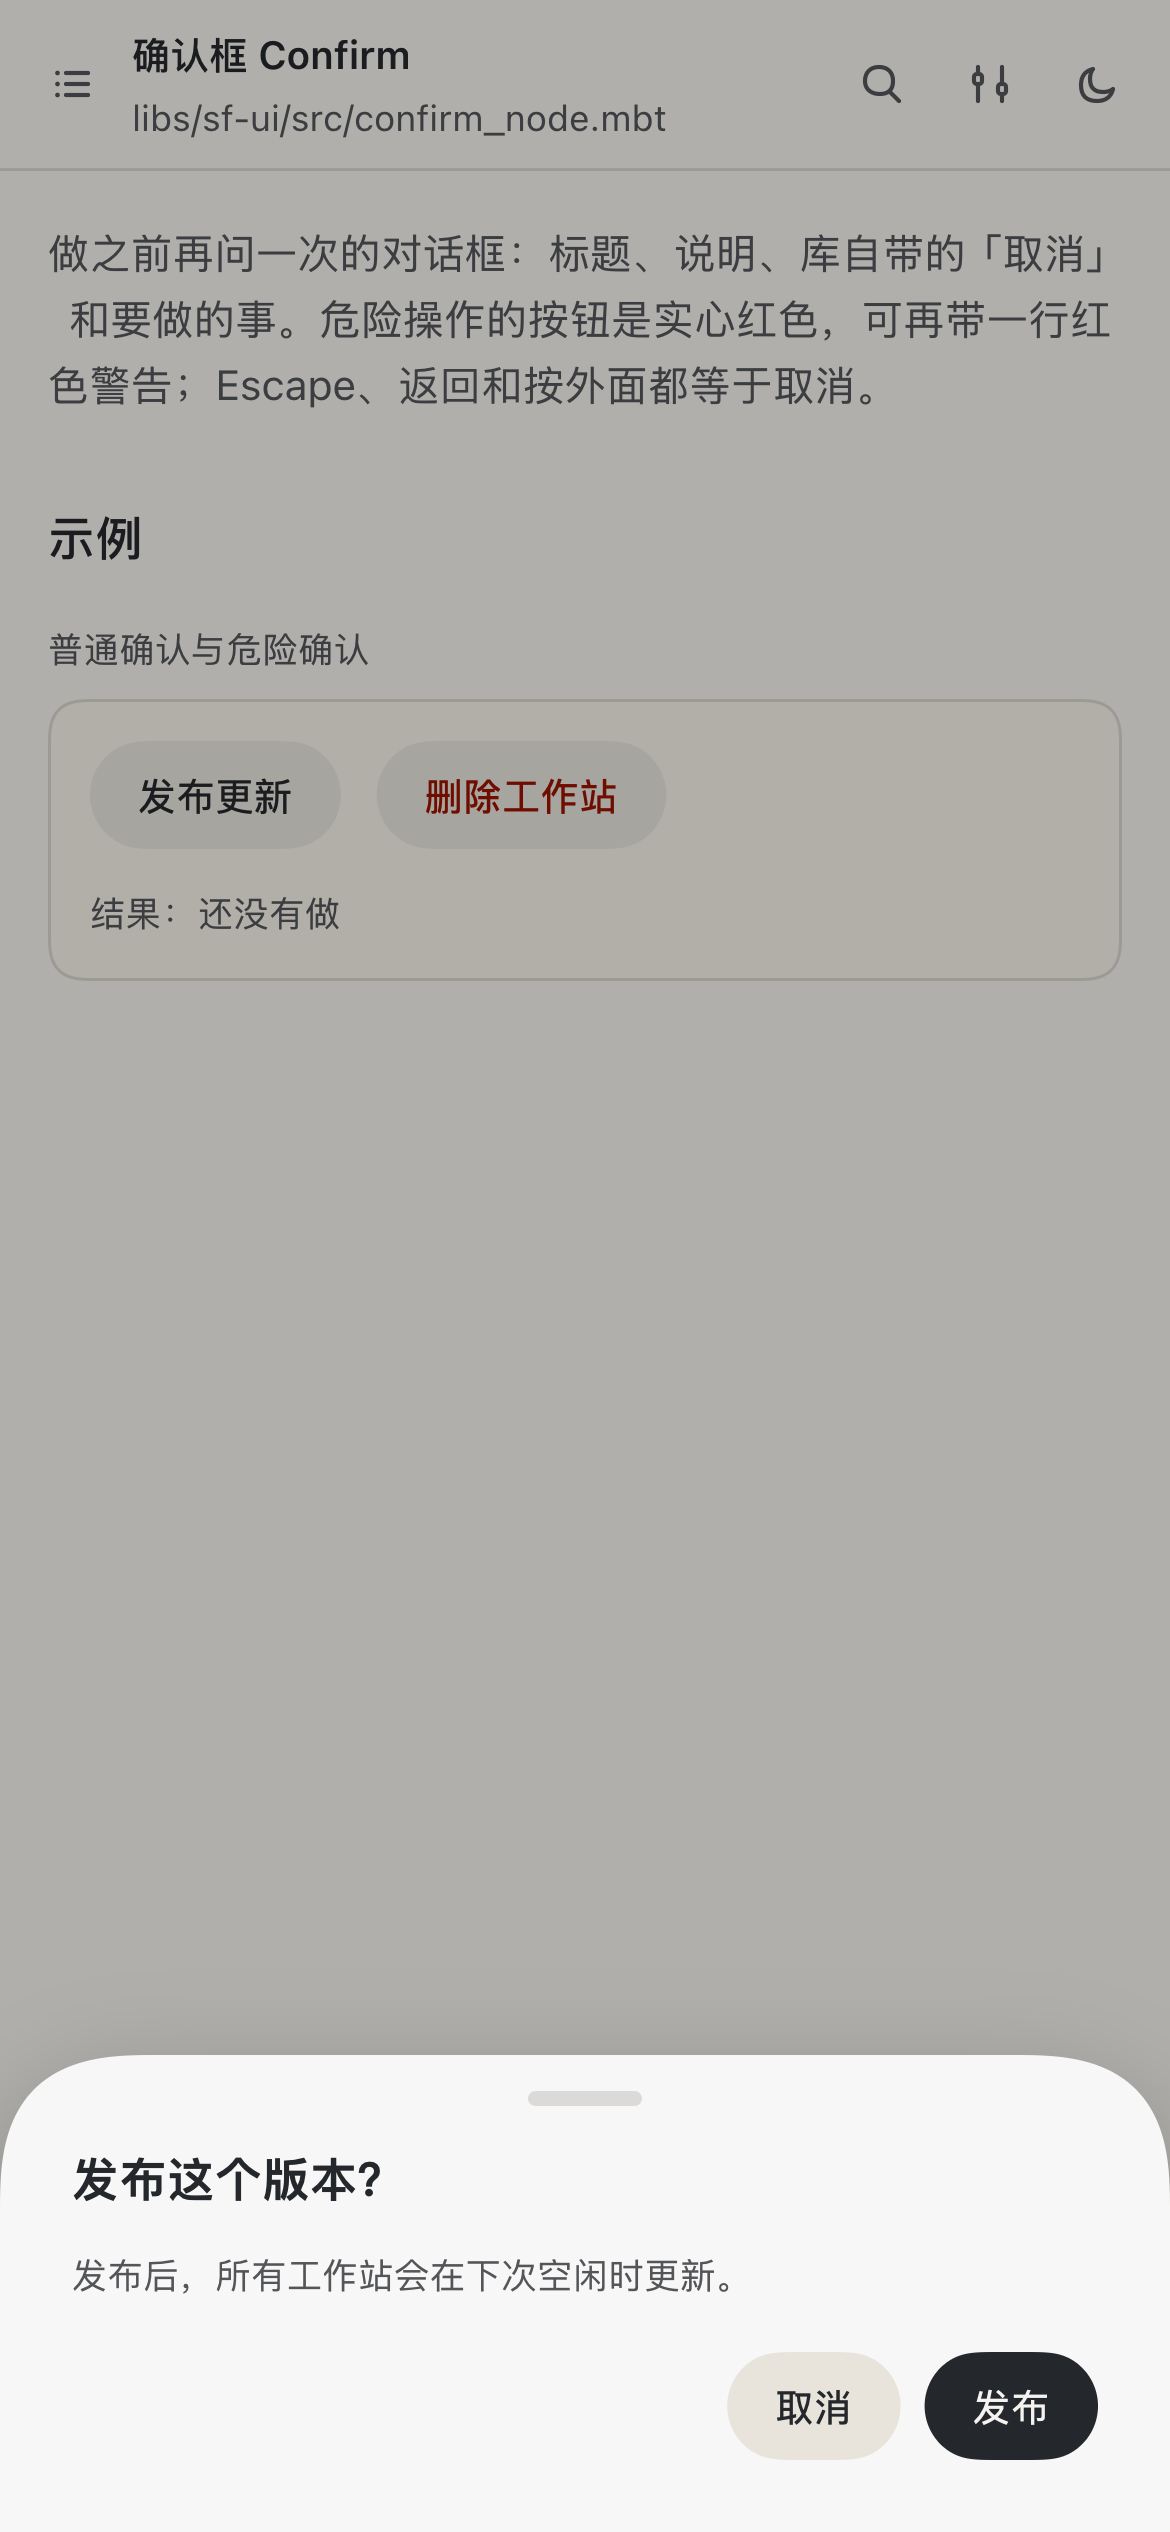 确认框 Confirm
libs/sf-ui/src/confirm_node.mbt
做之前再问一次的对话框：标题、说明、库自带的「取消」
和要做的事。危险操作的按钮是实心红色，可再带一行红
色警告；Escape、返回和按外面都等于取消。
示例
普通确认与危险确认
发布更新 删除工作站
结果：还没有做
发布这个版本？
发布后，所有工作站会在下次空闲时更新。
取消 发布